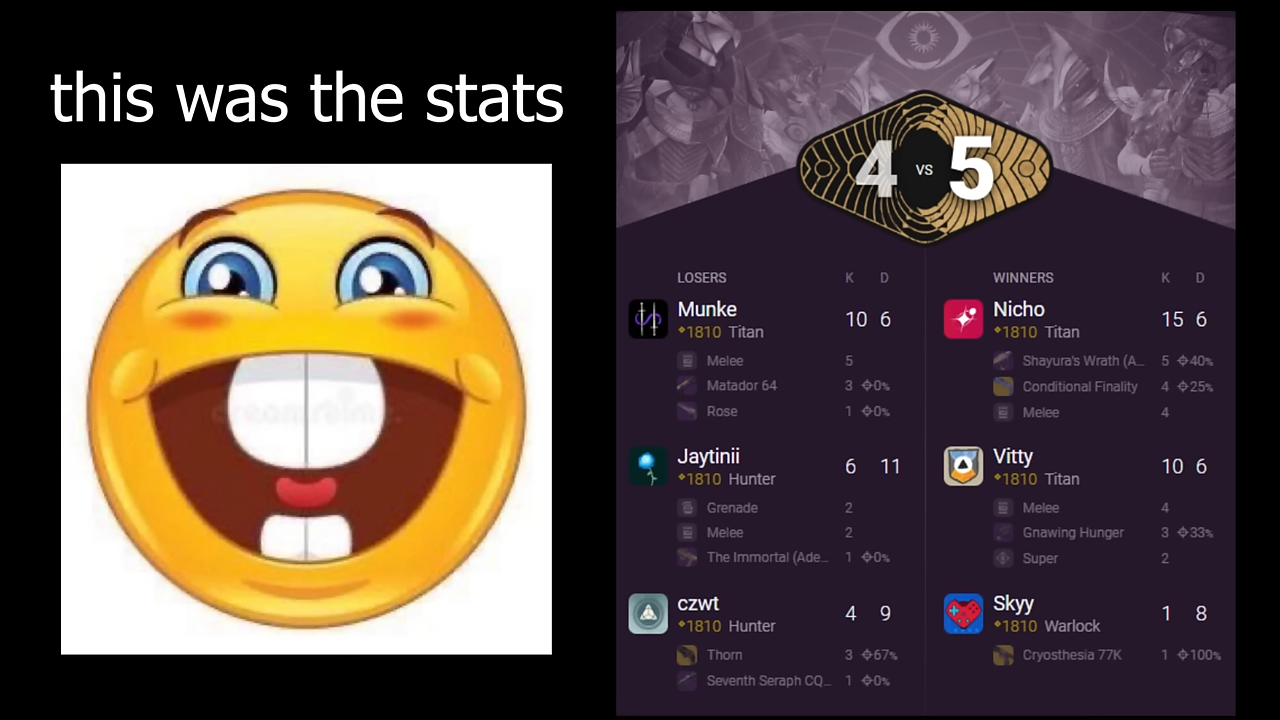 this was the stats
dreamstime
4 VS 5
LOSERS K D
Munke 10 6
1810 Titan
Melee 5
Matador 64 3 0%
Rose 1 0%
Jaytinii 6 11
1810 Hunter
Grenade 2
Melee 2
The Immortal (Ade... 1 0%
czwt 4 9
1810 Hunter
Thorn 3 67%
Seventh Seraph CQ... 1 0%
WINNERS K D
Nicho 15 6
1810 Titan
Shayura's Wrath (A... 5 40%
Conditional Finality 4 25%
Melee 4
Vitty 10 6
1810 Titan
Melee 4
Gnawing Hunger 3 33%
Super 2
Skyy 1 8
1810 Warlock
Cryosthesia 77K 1 100%